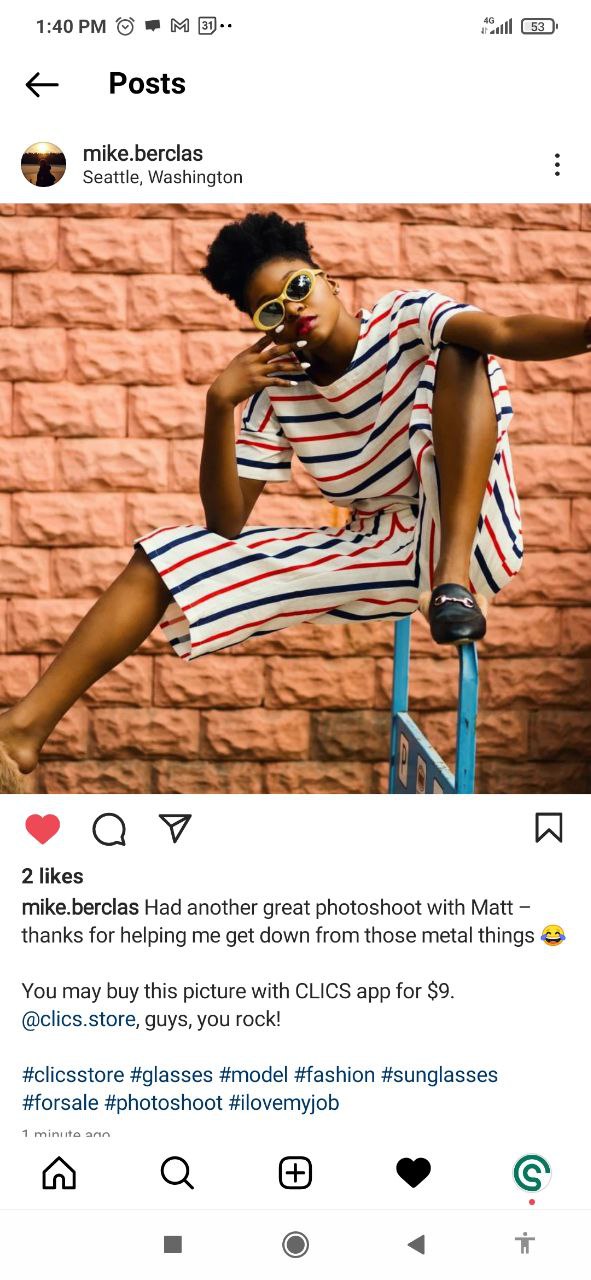 1:40 PM 31
4G 53
Posts
mike.berclas
Seattle, Washington
2 likes
mike.berclas Had another great photoshoot with Matt –
thanks for helping me get down from those metal things 😂
You may buy this picture with CLICS app for $9.
@clics.store, guys, you rock!
#clicsstore #glasses #model #fashion #sunglasses
#forsale #photoshoot #ilovemyjob
1 minute ago